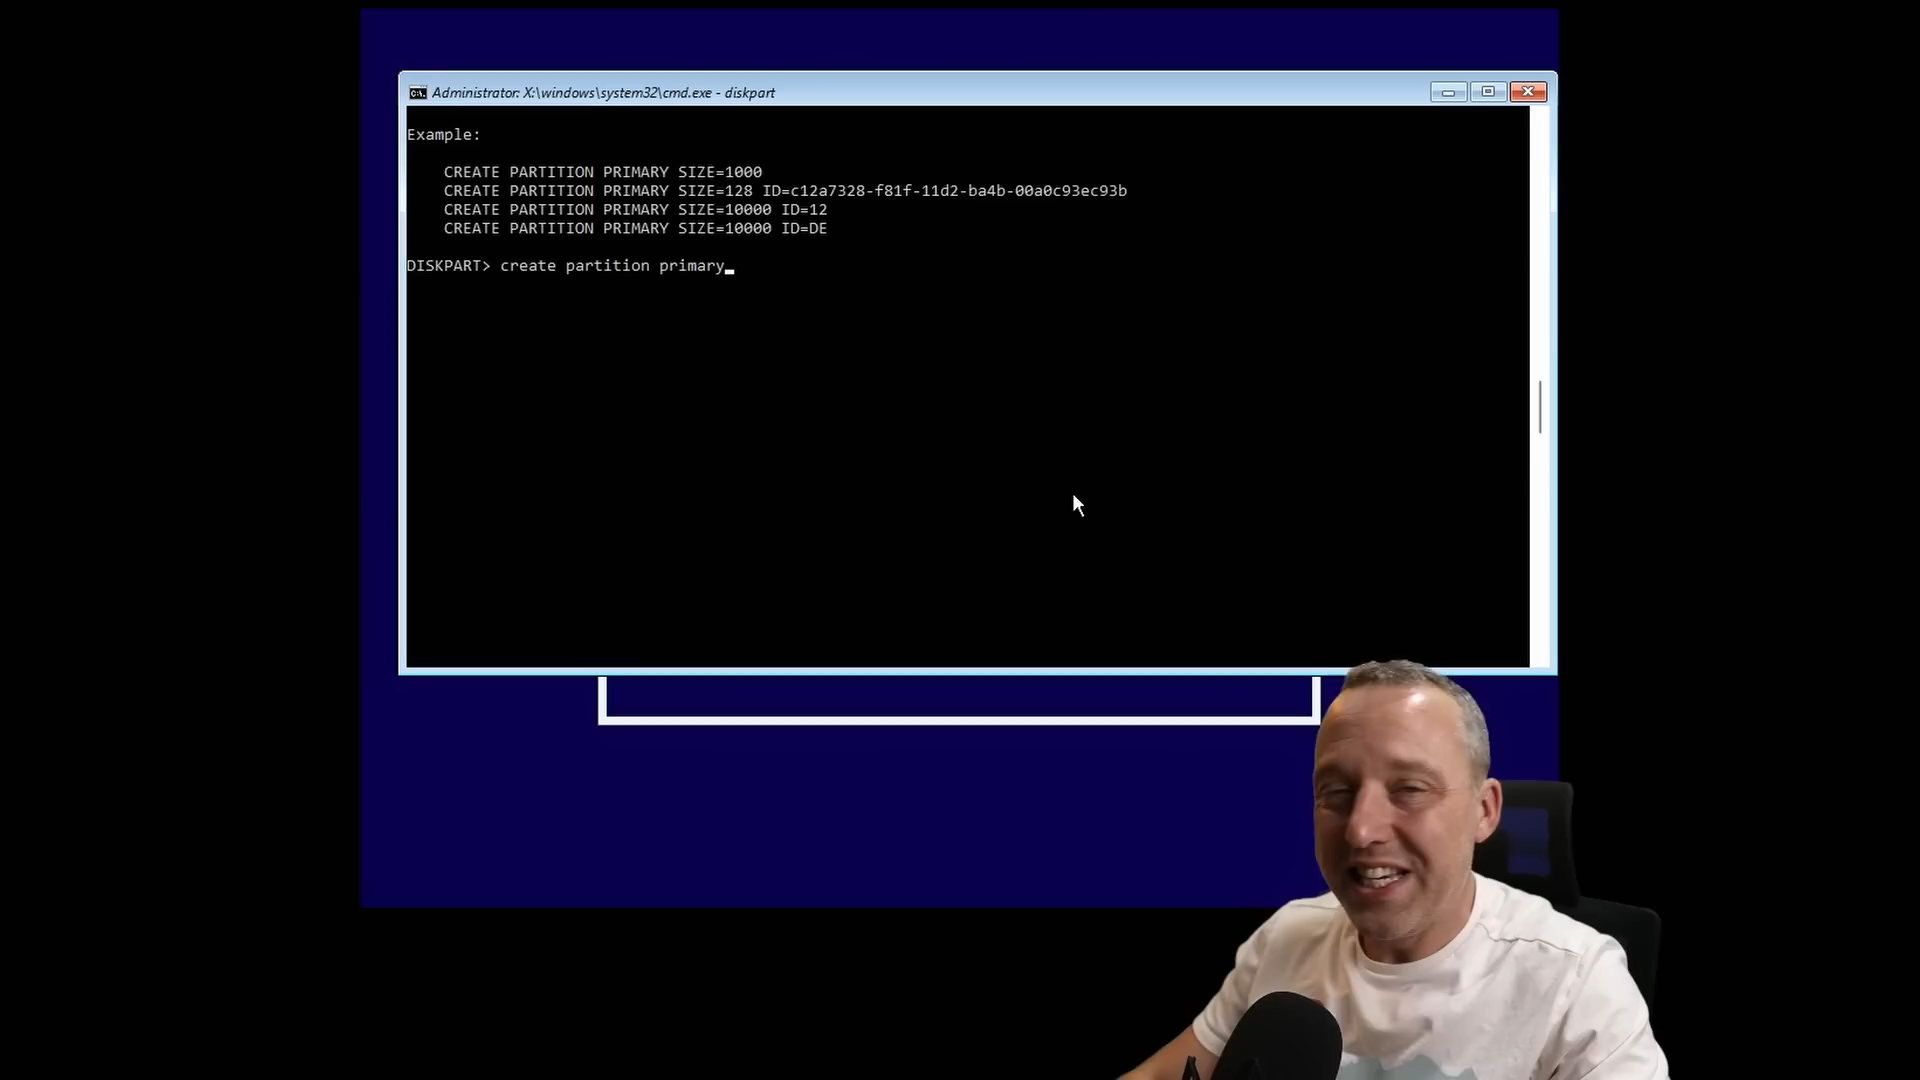 Administrator: X:\windows\system32\cmd.exe - diskpart
Example:
CREATE PARTITION PRIMARY SIZE=1000
CREATE PARTITION PRIMARY SIZE=128 ID=c12a7328-f81f-11d2-ba4b-00a0c93ec93b
CREATE PARTITION PRIMARY SIZE=10000 ID=12
CREATE PARTITION PRIMARY SIZE=10000 ID=DE
DISKPART> create partition primary